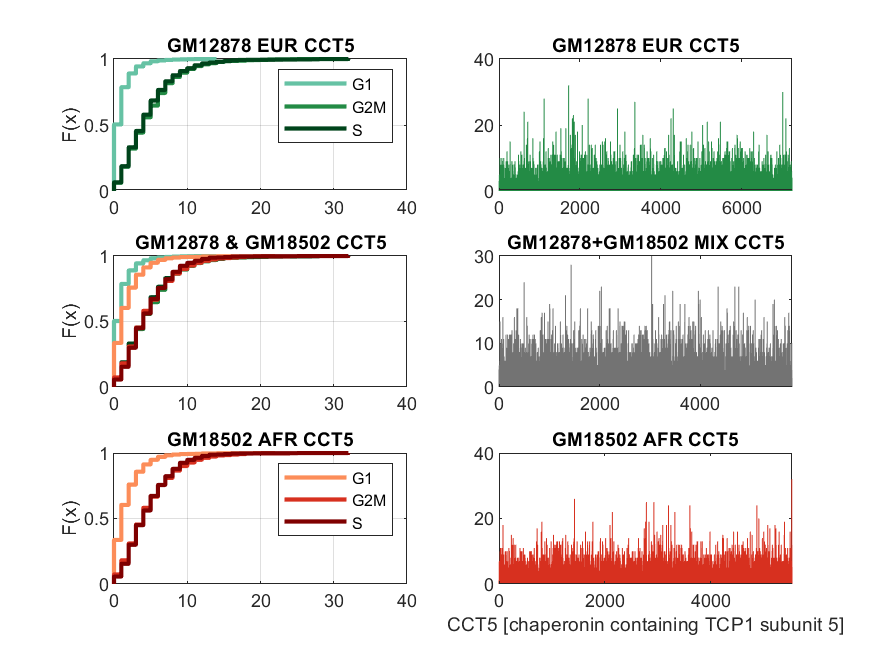 GM12878 EUR CCT5
F(x)
1
0.5
0
0 10 20 30 40
G1
G2M
S
GM12878 EUR CCT5
40
20
0
0 2000 4000 6000
GM12878 & GM18502 CCT5
F(x)
1
0.5
0
0 10 20 30 40
GM12878+GM18502 MIX CCT5
30
20
10
0
0 2000 4000
GM18502 AFR CCT5
F(x)
1
0.5
0
0 10 20 30 40
G1
G2M
S
GM18502 AFR CCT5
40
20
0
0 2000 4000
CCT5 [chaperonin containing TCP1 subunit 5]